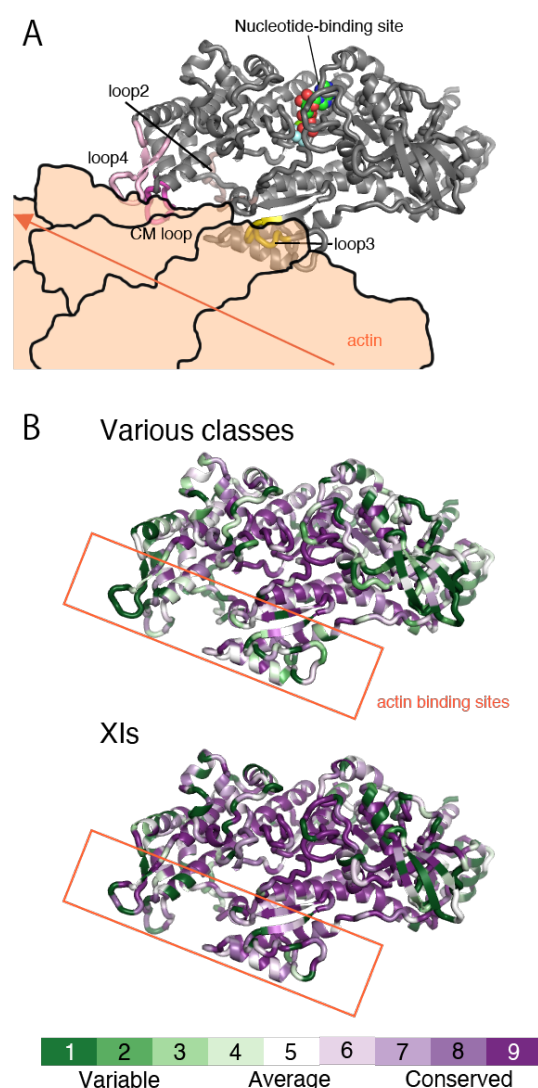 A
Nucleotide-binding site
loop2
loop4
CM loop
loop3
actin
B
Various classes
actin binding sites
XIs
1 2 3 4 5 6 7 8 9
Variable Average Conserved